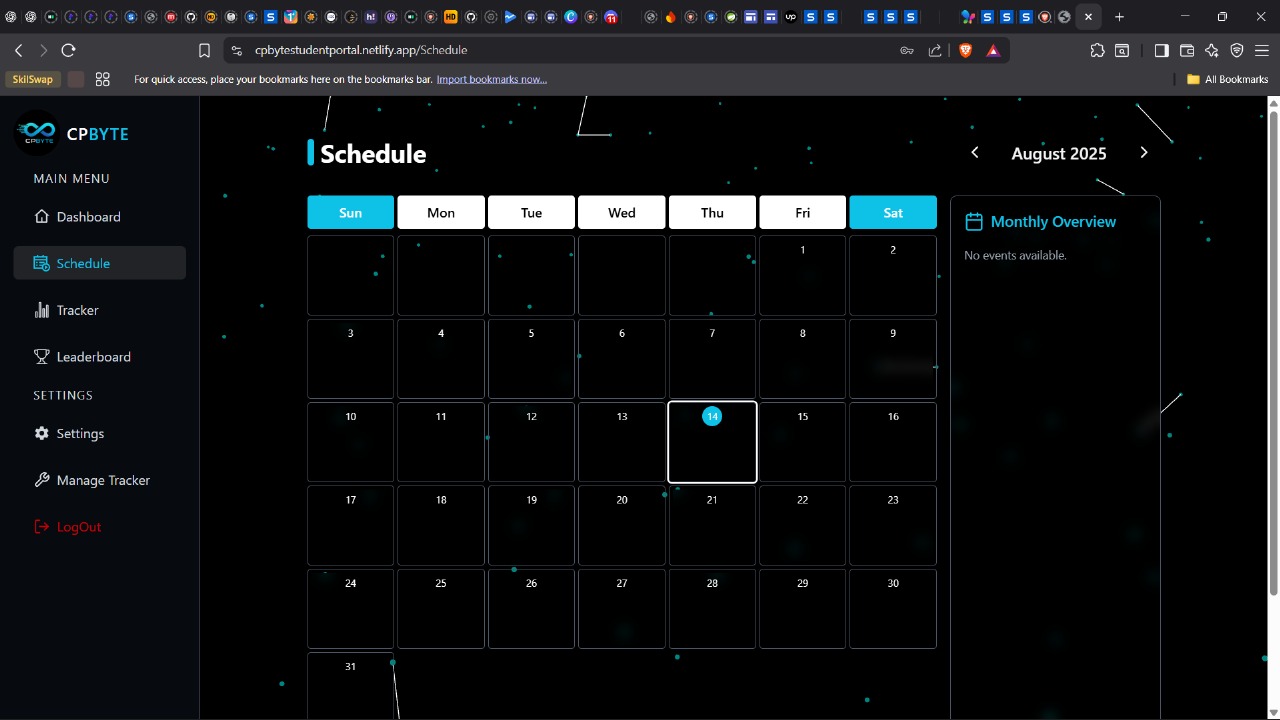 11
cpbytestudentportal.netlify.app/Schedule
SkilSwap
For quick access, place your bookmarks here on the bookmarks bar. Import bookmarks now...
All Bookmarks
CPBYTE
CPBYTE
MAIN MENU
Dashboard
Schedule
Tracker
Leaderboard
SETTINGS
Settings
Manage Tracker
LogOut
Schedule
August 2025
Sun Mon Tue Wed Thu Fri Sat
1 2
3 4 5 6 7 8 9
10 11 12 13 14 15 16
17 18 19 20 21 22 23
24 25 26 27 28 29 30
31
Monthly Overview
No events available.